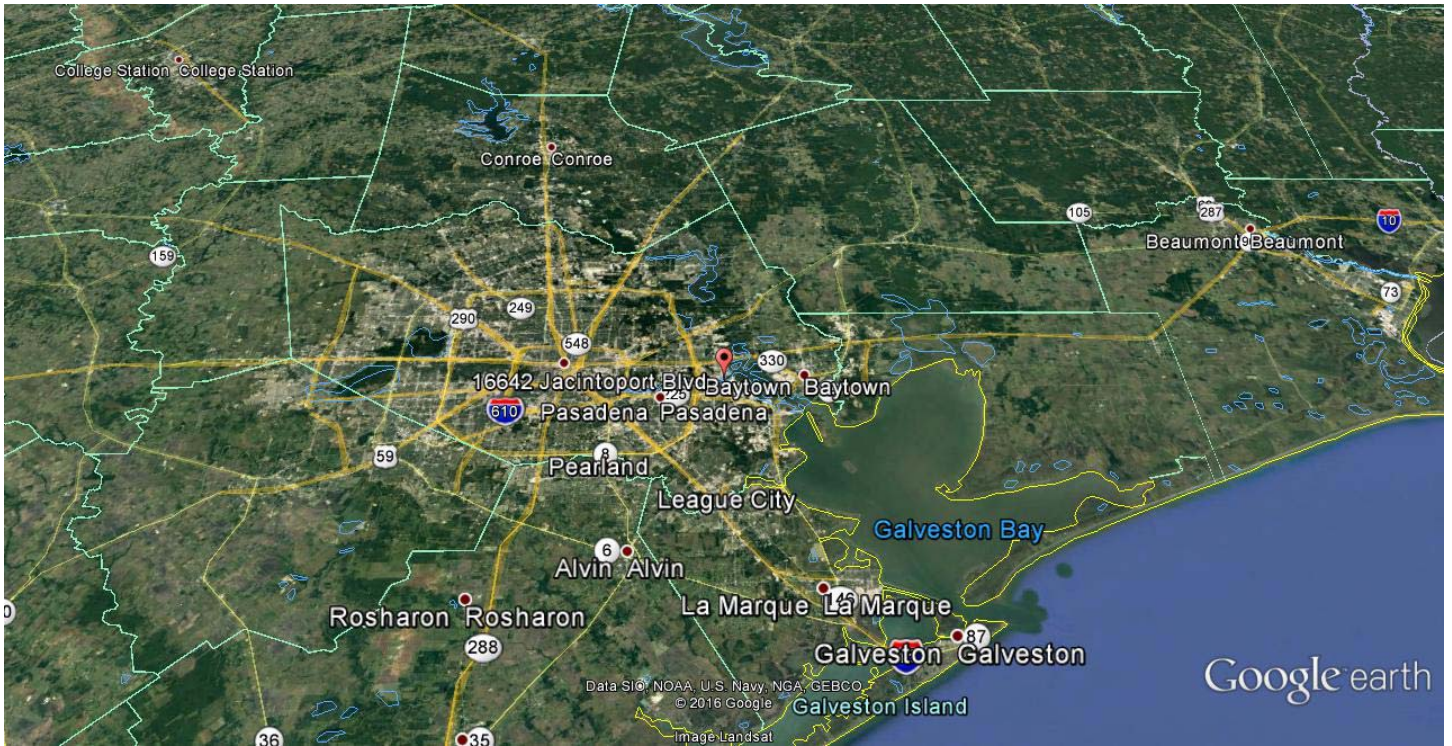 College Station College Station
Conroe Conroe
105
287
10
Beaumont Beaumont
159
73
249
290
548
330
16642 Jacintoport Blvd
Baytown Baytown
225
610
Pasadena Pasadena
59
8
Pearland
League City
Galveston Bay
6
Alvin Alvin
146
La Marque La Marque
Rosharon Rosharon
87
288
Galveston Galveston
Google earth
Data SIO, NOAA, U.S. Navy, NGA, GEBCO
© 2016 Google
Galveston Island
36
35
Image Landsat